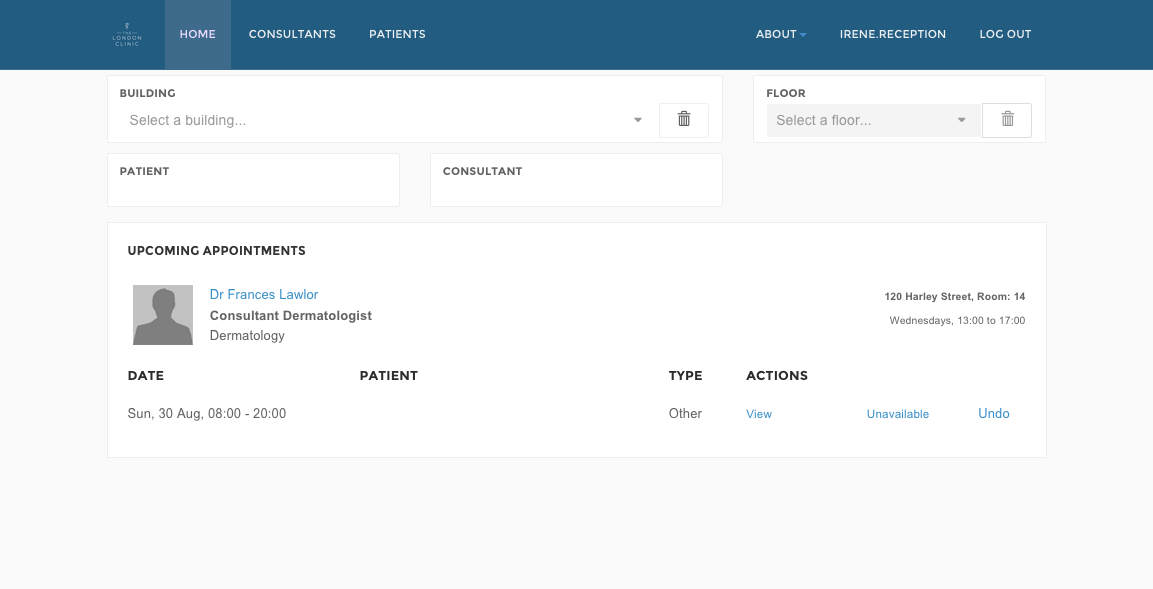 THE
LONDON
CLINIC
HOME
CONSULTANTS
PATIENTS
ABOUT
IRENE.RECEPTION
LOG OUT
BUILDING
Select a building...
FLOOR
Select a floor...
PATIENT
CONSULTANT
UPCOMING APPOINTMENTS
Dr Frances Lawlor
Consultant Dermatologist
Dermatology
120 Harley Street, Room: 14
Wednesdays, 13:00 to 17:00
DATE PATIENT TYPE ACTIONS
Sun, 30 Aug, 08:00 - 20:00 Other View Unavailable Undo